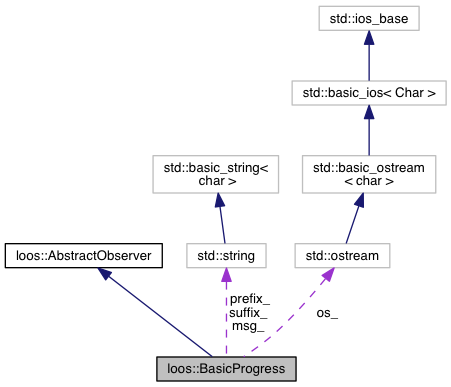 std::ios_base
std::basic_ios< Char >
std::basic_string<
char >
std::basic_ostream
< char >
loos::AbstractObserver
std::string
std::ostream
prefix_
suffix_
msg_
os_
loos::BasicProgress